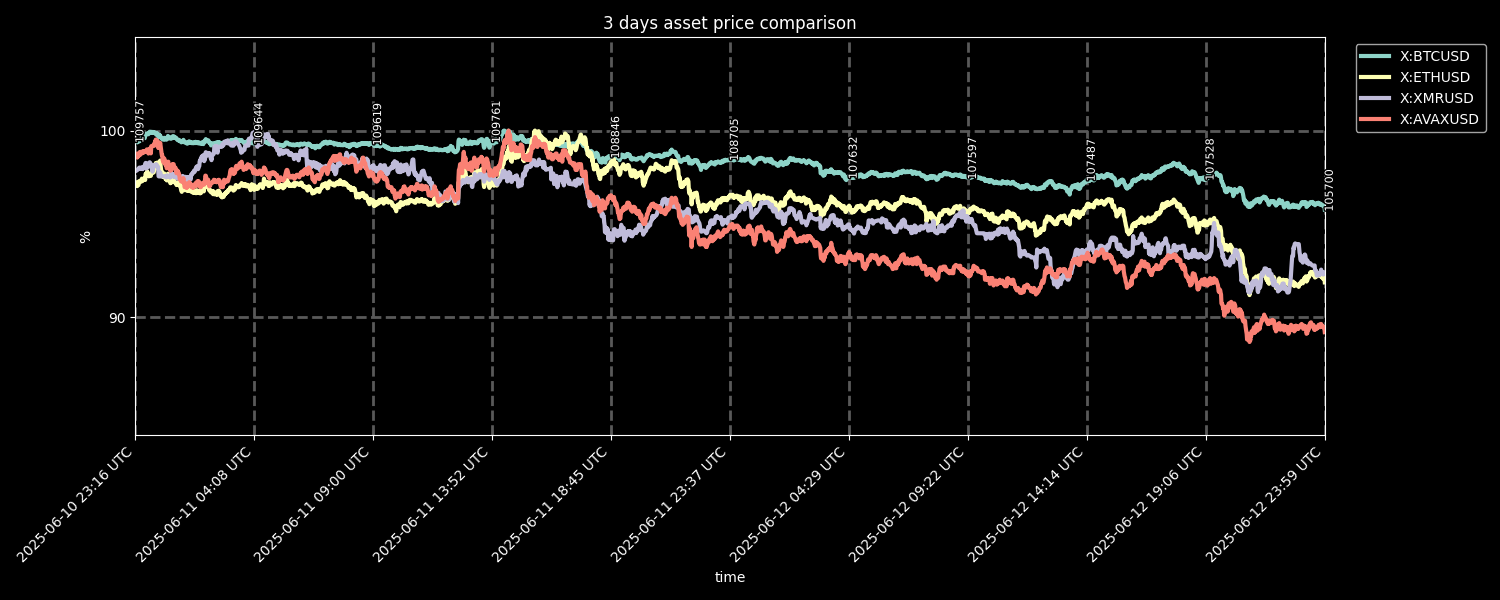 3 days asset price comparison
X:BTCUSD
X:ETHUSD
X:XMRUSD
X:AVAXUSD
100
90
%
109757
109644
109619
109761
108846
108705
107632
107597
107487
107528
105700
2025-06-10 23:16 UTC
2025-06-11 04:08 UTC
2025-06-11 09:00 UTC
2025-06-11 13:52 UTC
2025-06-11 18:45 UTC
2025-06-11 23:37 UTC
2025-06-12 04:29 UTC
2025-06-12 09:22 UTC
2025-06-12 14:14 UTC
2025-06-12 19:06 UTC
2025-06-12 23:59 UTC
time